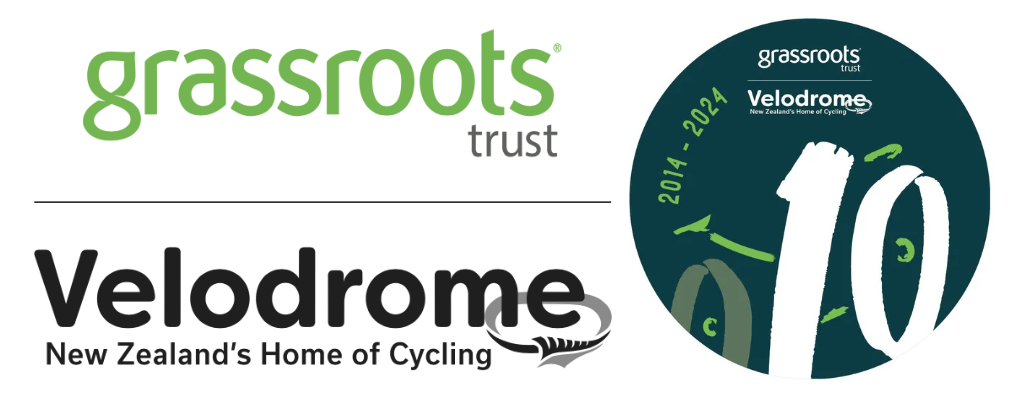 grassroots®
trust
Velodrome
New Zealand's Home of Cycling
grassroots
trust
Velodrome
New Zealand's Home of Cycling
2014 - 2024
10